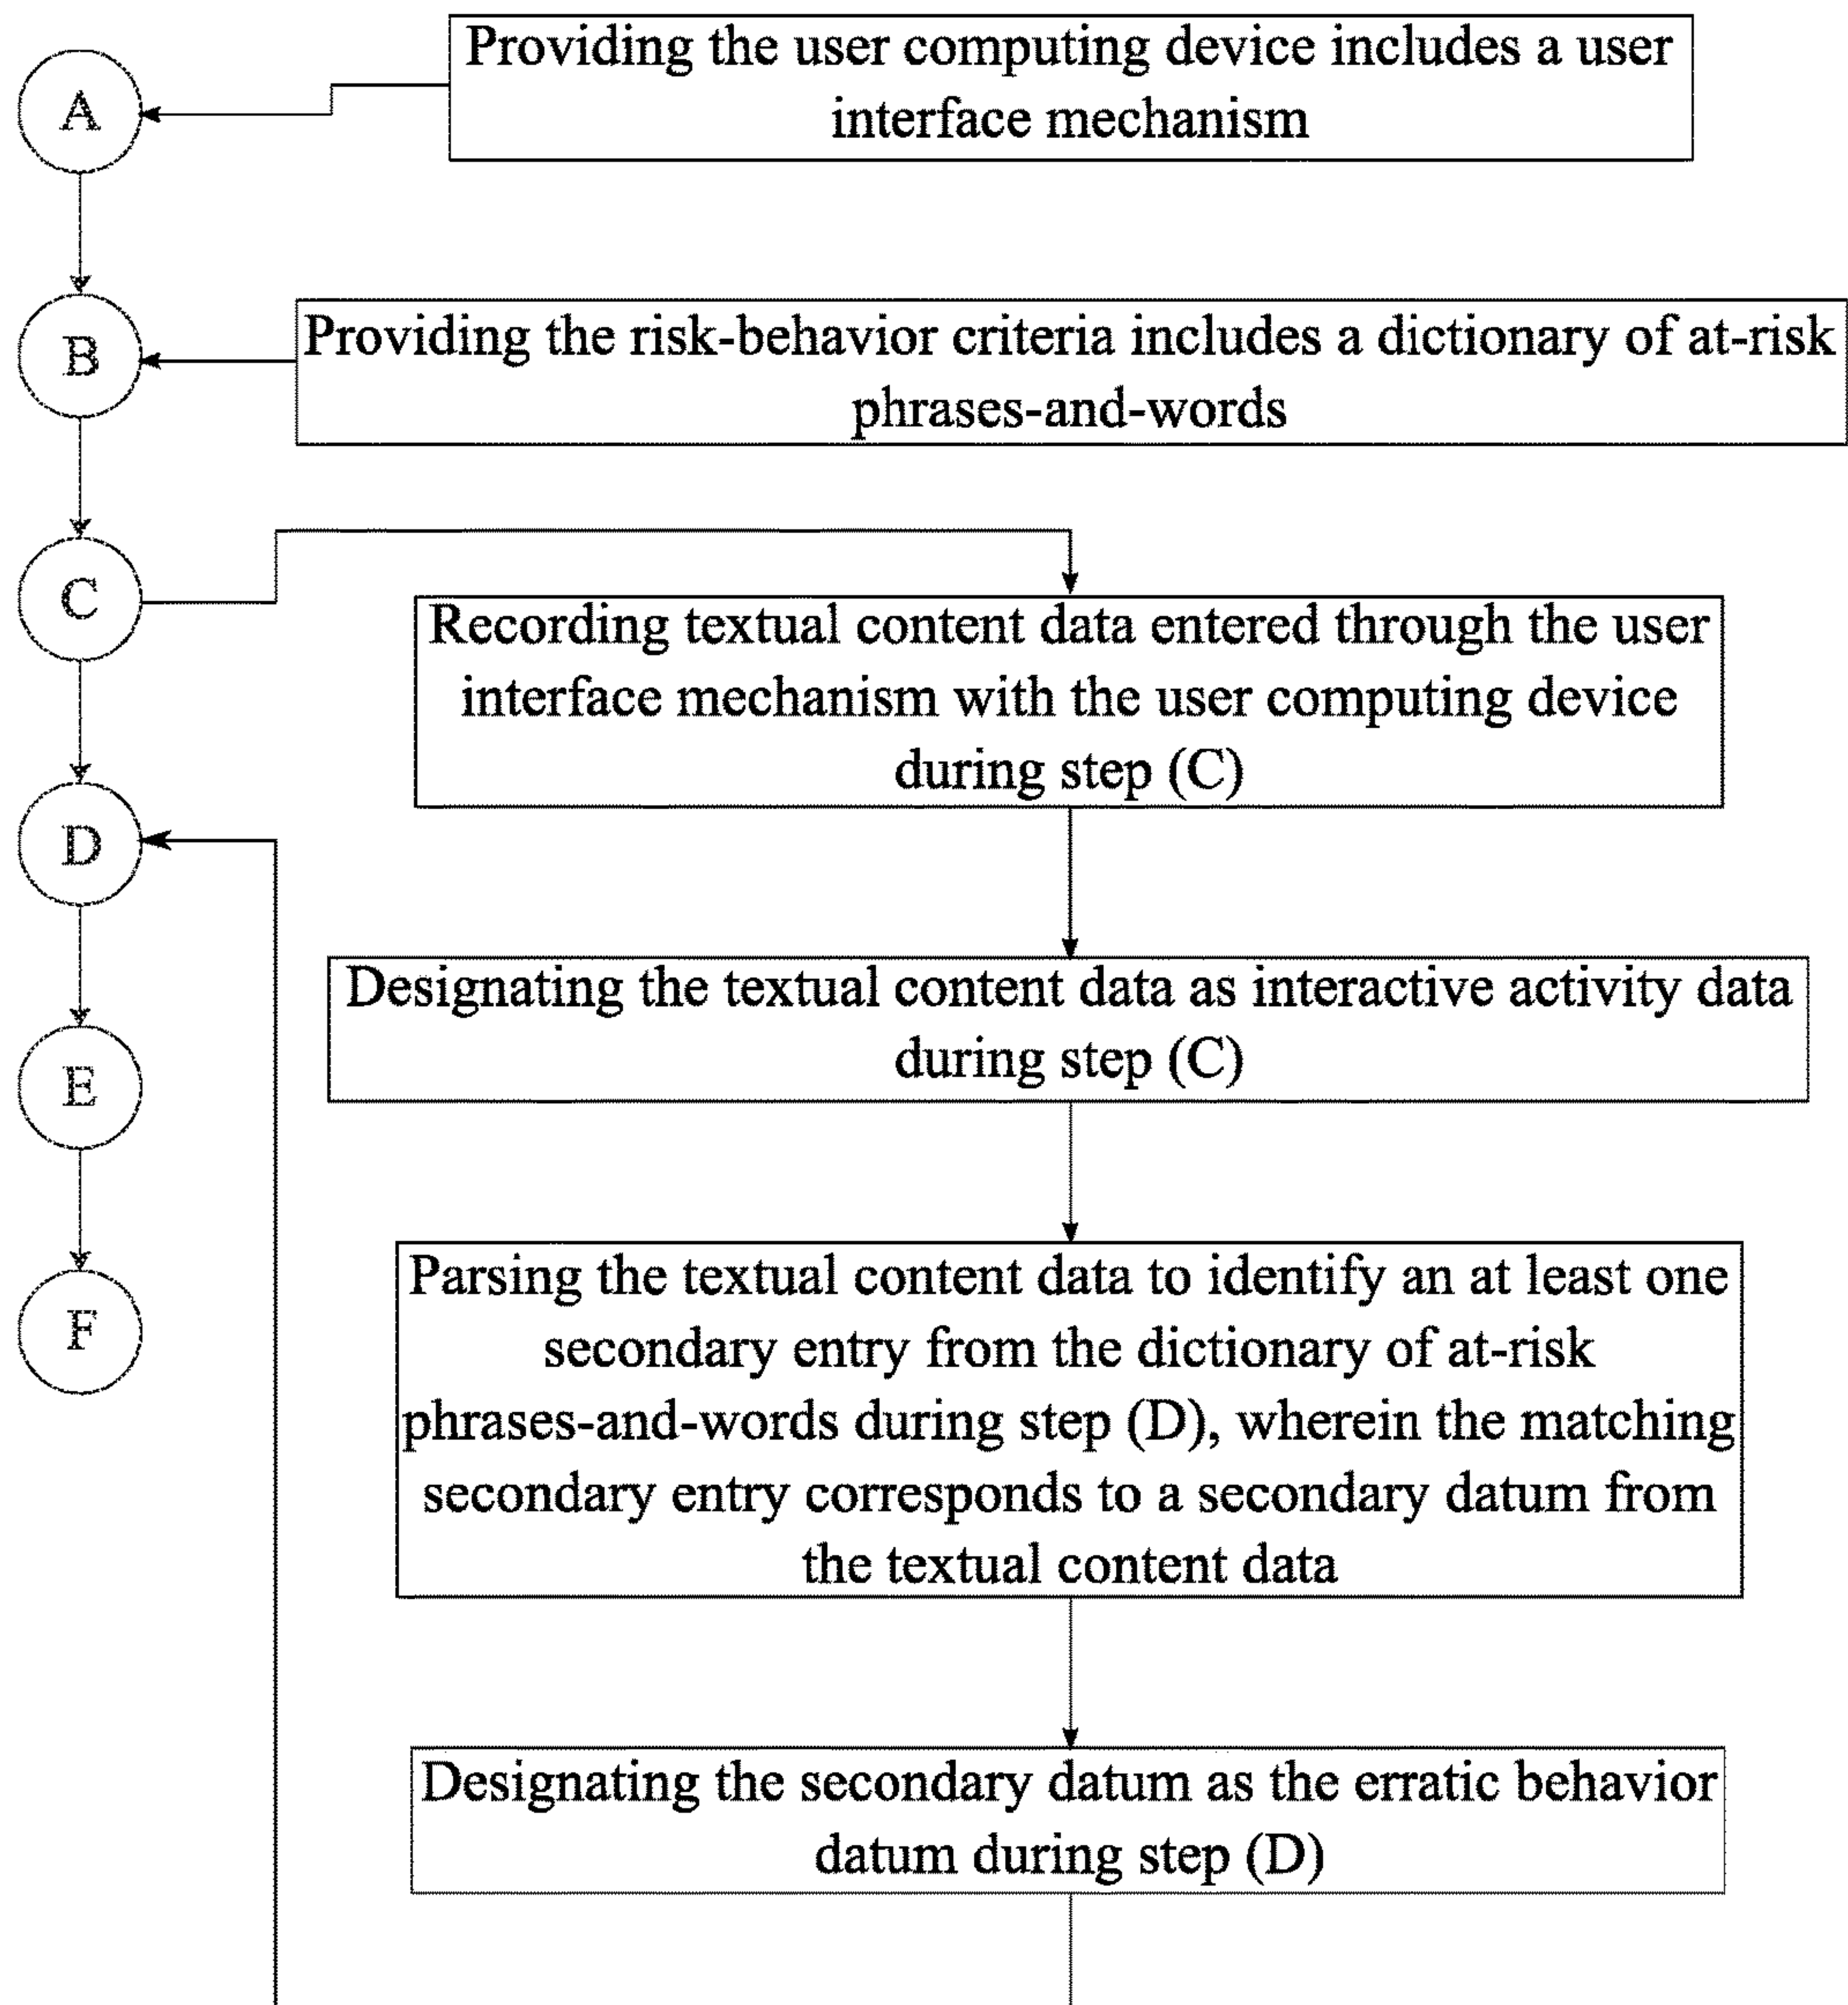 A
Providing the user computing device includes a user
interface mechanism
B
Providing the risk-behavior criteria includes a dictionary of at-risk
phrases-and-words
C
Recording textual content data entered through the user
interface mechanism with the user computing device
during step (C)
D
Designating the textual content data as interactive activity data
during step (C)
E
Parsing the textual content data to identify an at least one
secondary entry from the dictionary of at-risk
phrases-and-words during step (D), wherein the matching
secondary entry corresponds to a secondary datum from
the textual content data
F
Designating the secondary datum as the erratic behavior
datum during step (D)